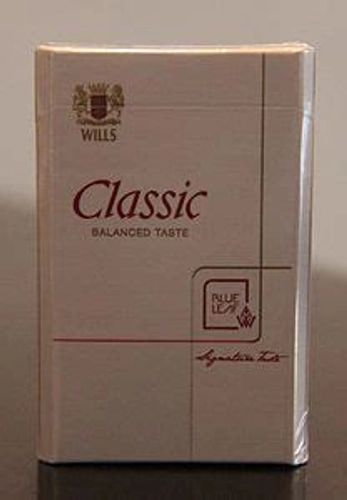 WILLS
Classic
BALANCED TASTE
BLUE
LEAF
Signature Taste